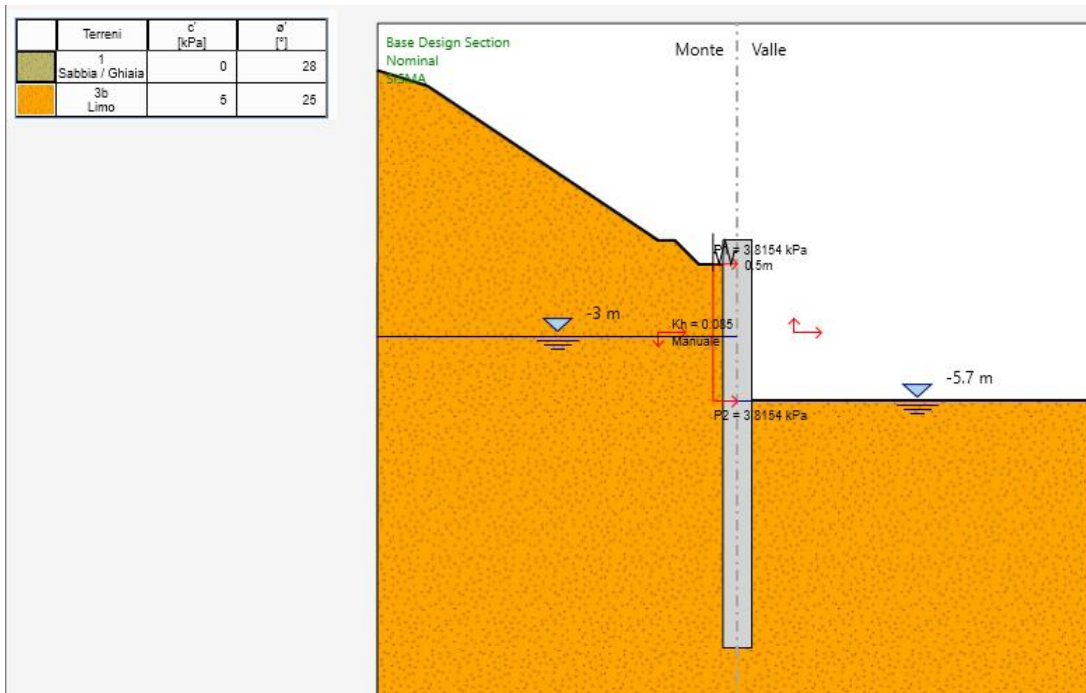 Terreni c' ø'
[kPa] [°]
1
Sabbia / Ghiaia 0 28
3b
Limo 5 25
Base Design Section
Nominal
SISMA
Monte Valle
P1 = 3.8154 kPa
0.5m
-3 m
Kh = 0.085
Manuale
-5.7 m
P2 = 3.8154 kPa